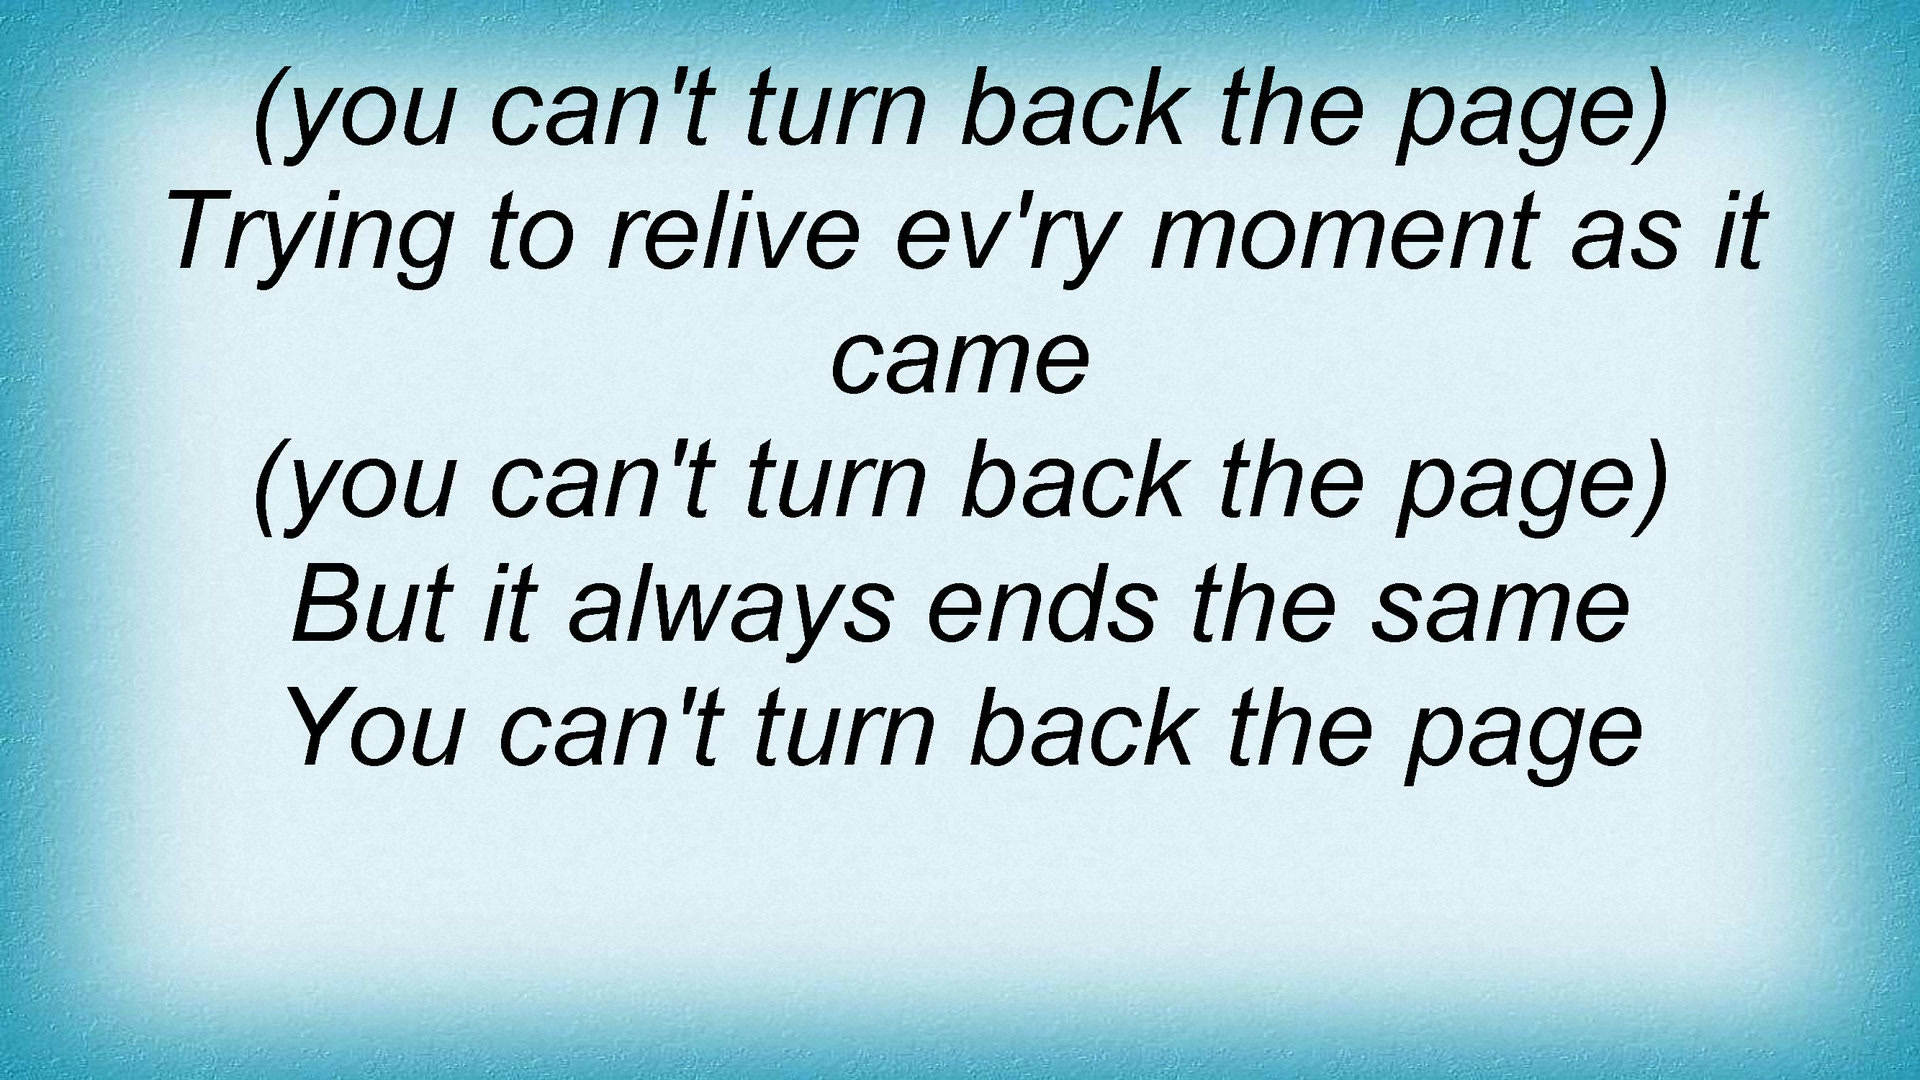 (you can't turn back the page)
Trying to relive ev'ry moment as it
came
(you can't turn back the page)
But it always ends the same
You can't turn back the page